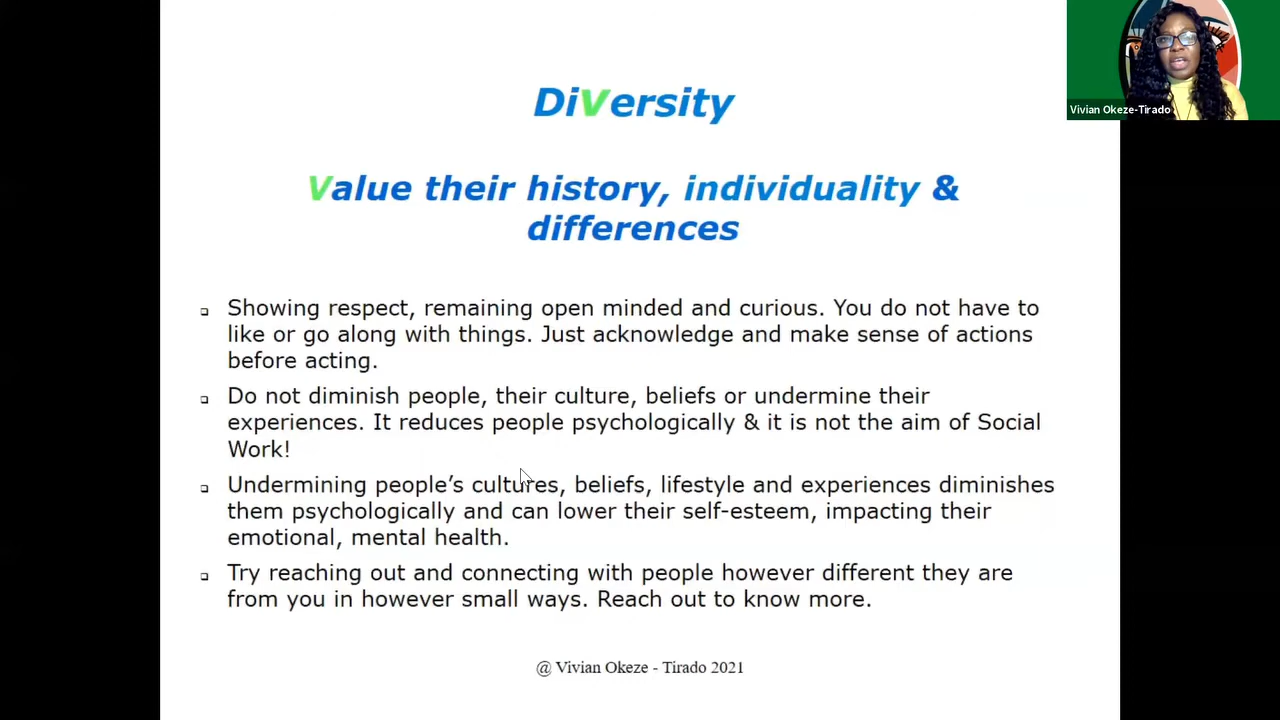 DiVersity
Value their history, individuality &
differences
Showing respect, remaining open minded and curious. You do not have to
like or go along with things. Just acknowledge and make sense of actions
before acting.
Do not diminish people, their culture, beliefs or undermine their
experiences. It reduces people psychologically & it is not the aim of Social
Work!
Undermining people’s cultures, beliefs, lifestyle and experiences diminishes
them psychologically and can lower their self-esteem, impacting their
emotional, mental health.
Try reaching out and connecting with people however different they are
from you in however small ways. Reach out to know more.
@ Vivian Okeze - Tirado 2021
Vivian Okeze-Tirado